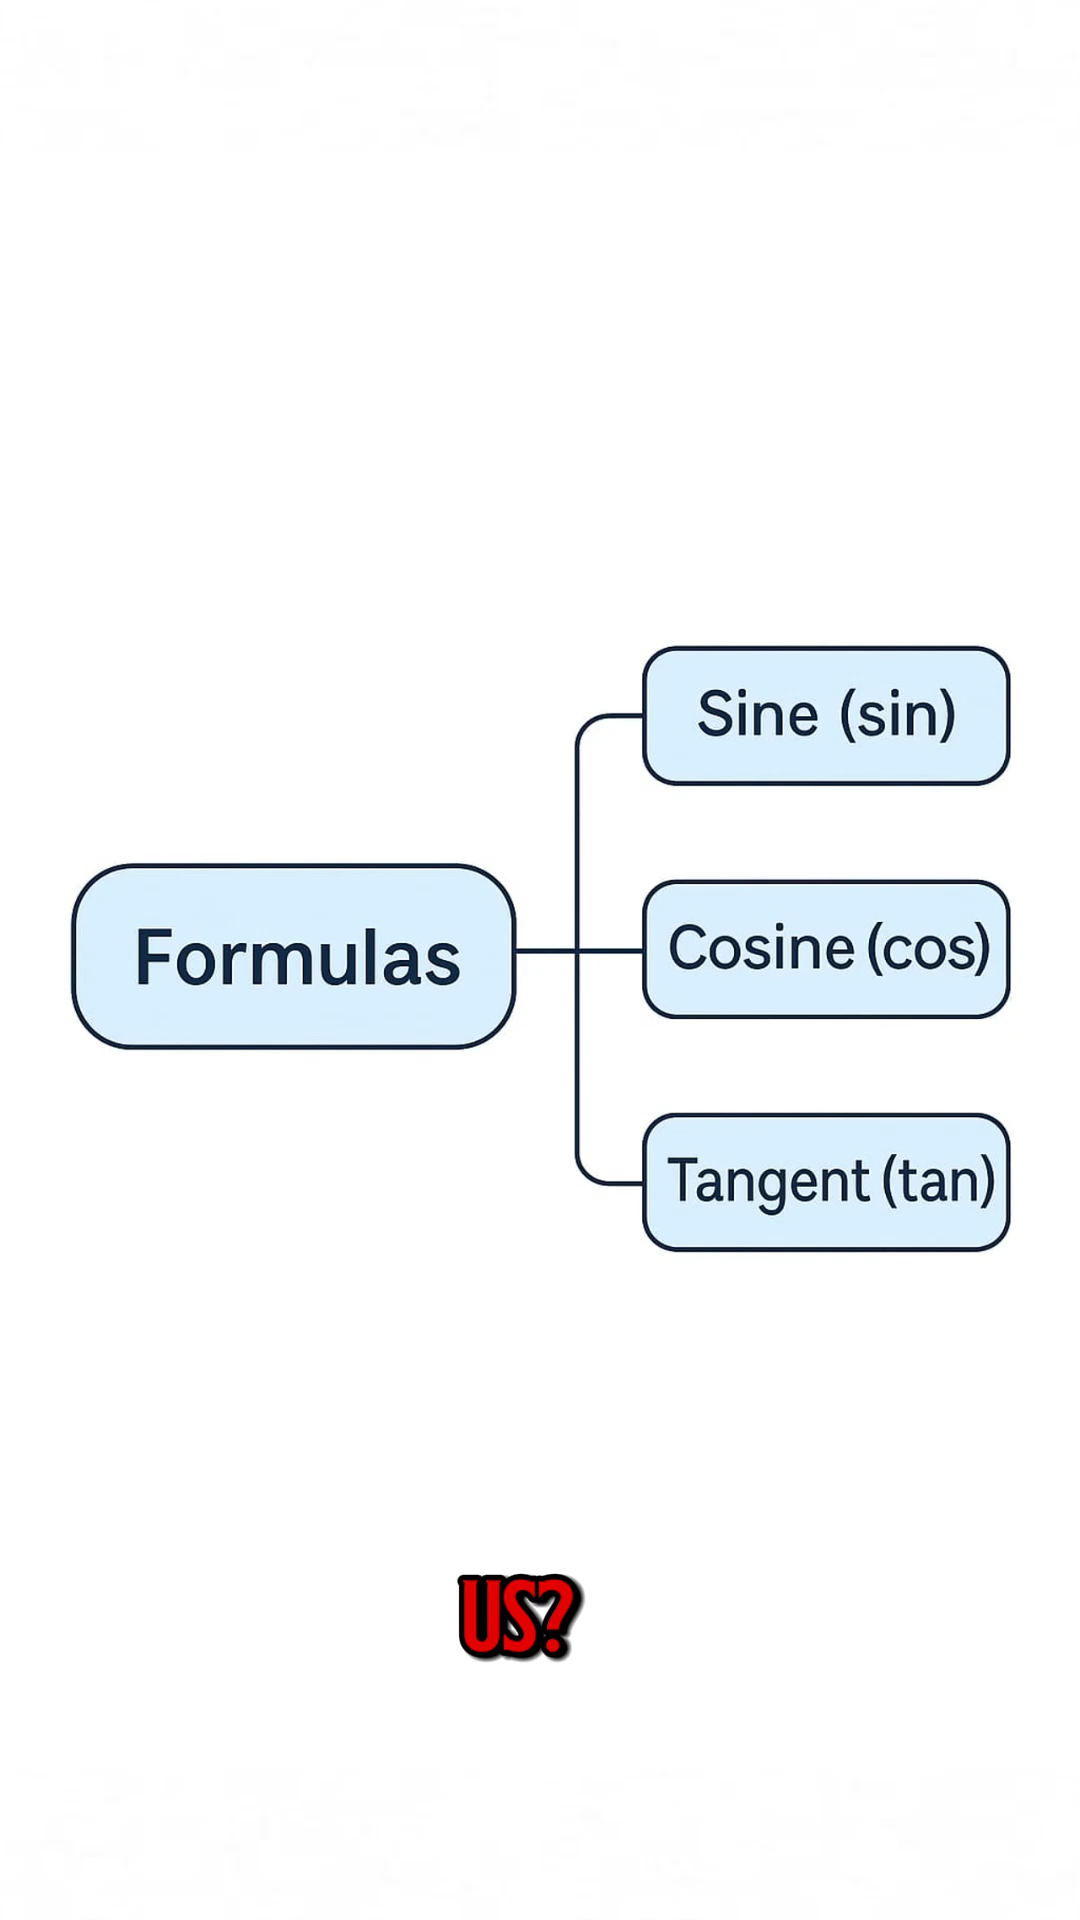 Formulas
Sine (sin)
Cosine (cos)
Tangent (tan)
US?